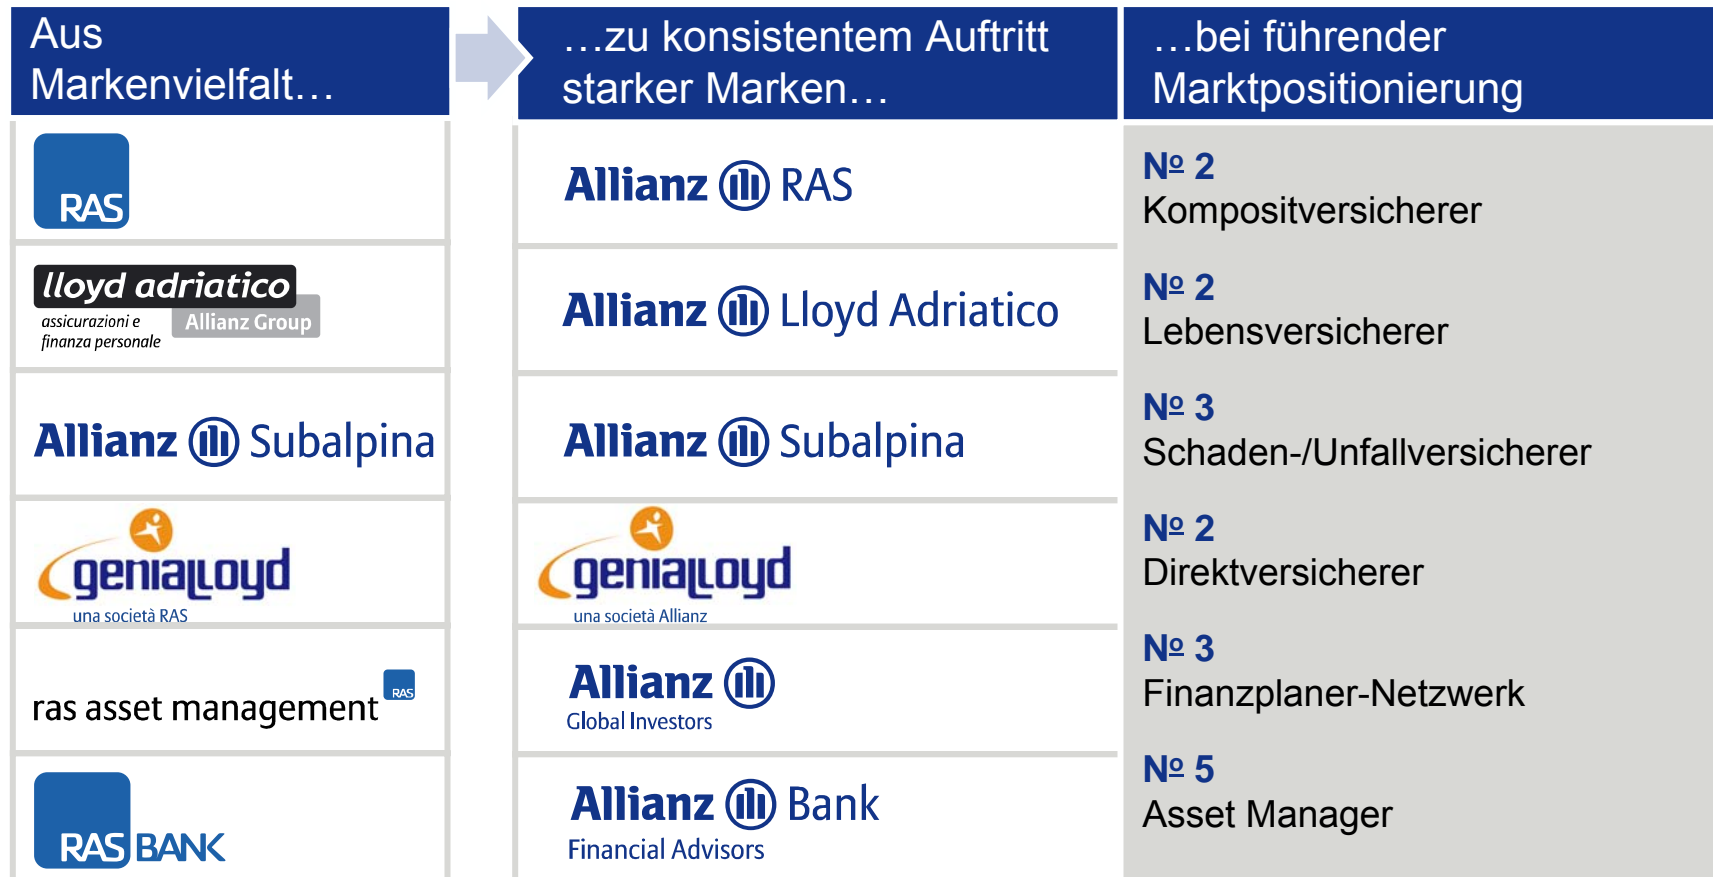 Aus
Markenvielfalt…
…zu konsistentem Auftritt
starker Marken…
…bei führender
Marktpositionierung
RAS
lloyd adriatico
assicurazioni e
finanza personale
Allianz Group
Allianz Subalpina
genialloyd
una società RAS
ras asset management
RAS
RAS BANK
Allianz RAS
Allianz Lloyd Adriatico
Allianz Subalpina
genialloyd
una società Allianz
Allianz
Global Investors
Allianz Bank
Financial Advisors
Nº 2
Kompositversicherer
Nº 2
Lebensversicherer
Nº 3
Schaden-/Unfallversicherer
Nº 2
Direktversicherer
Nº 3
Finanzplaner-Netzwerk
Nº 5
Asset Manager